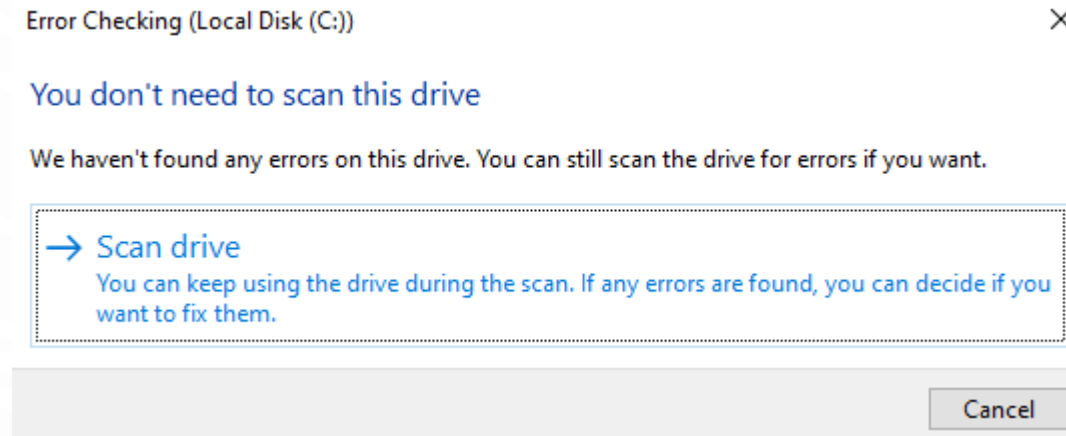 Error Checking (Local Disk (C:))
You don't need to scan this drive
We haven't found any errors on this drive. You can still scan the drive for errors if you want.
Scan drive
You can keep using the drive during the scan. If any errors are found, you can decide if you
want to fix them.
Cancel